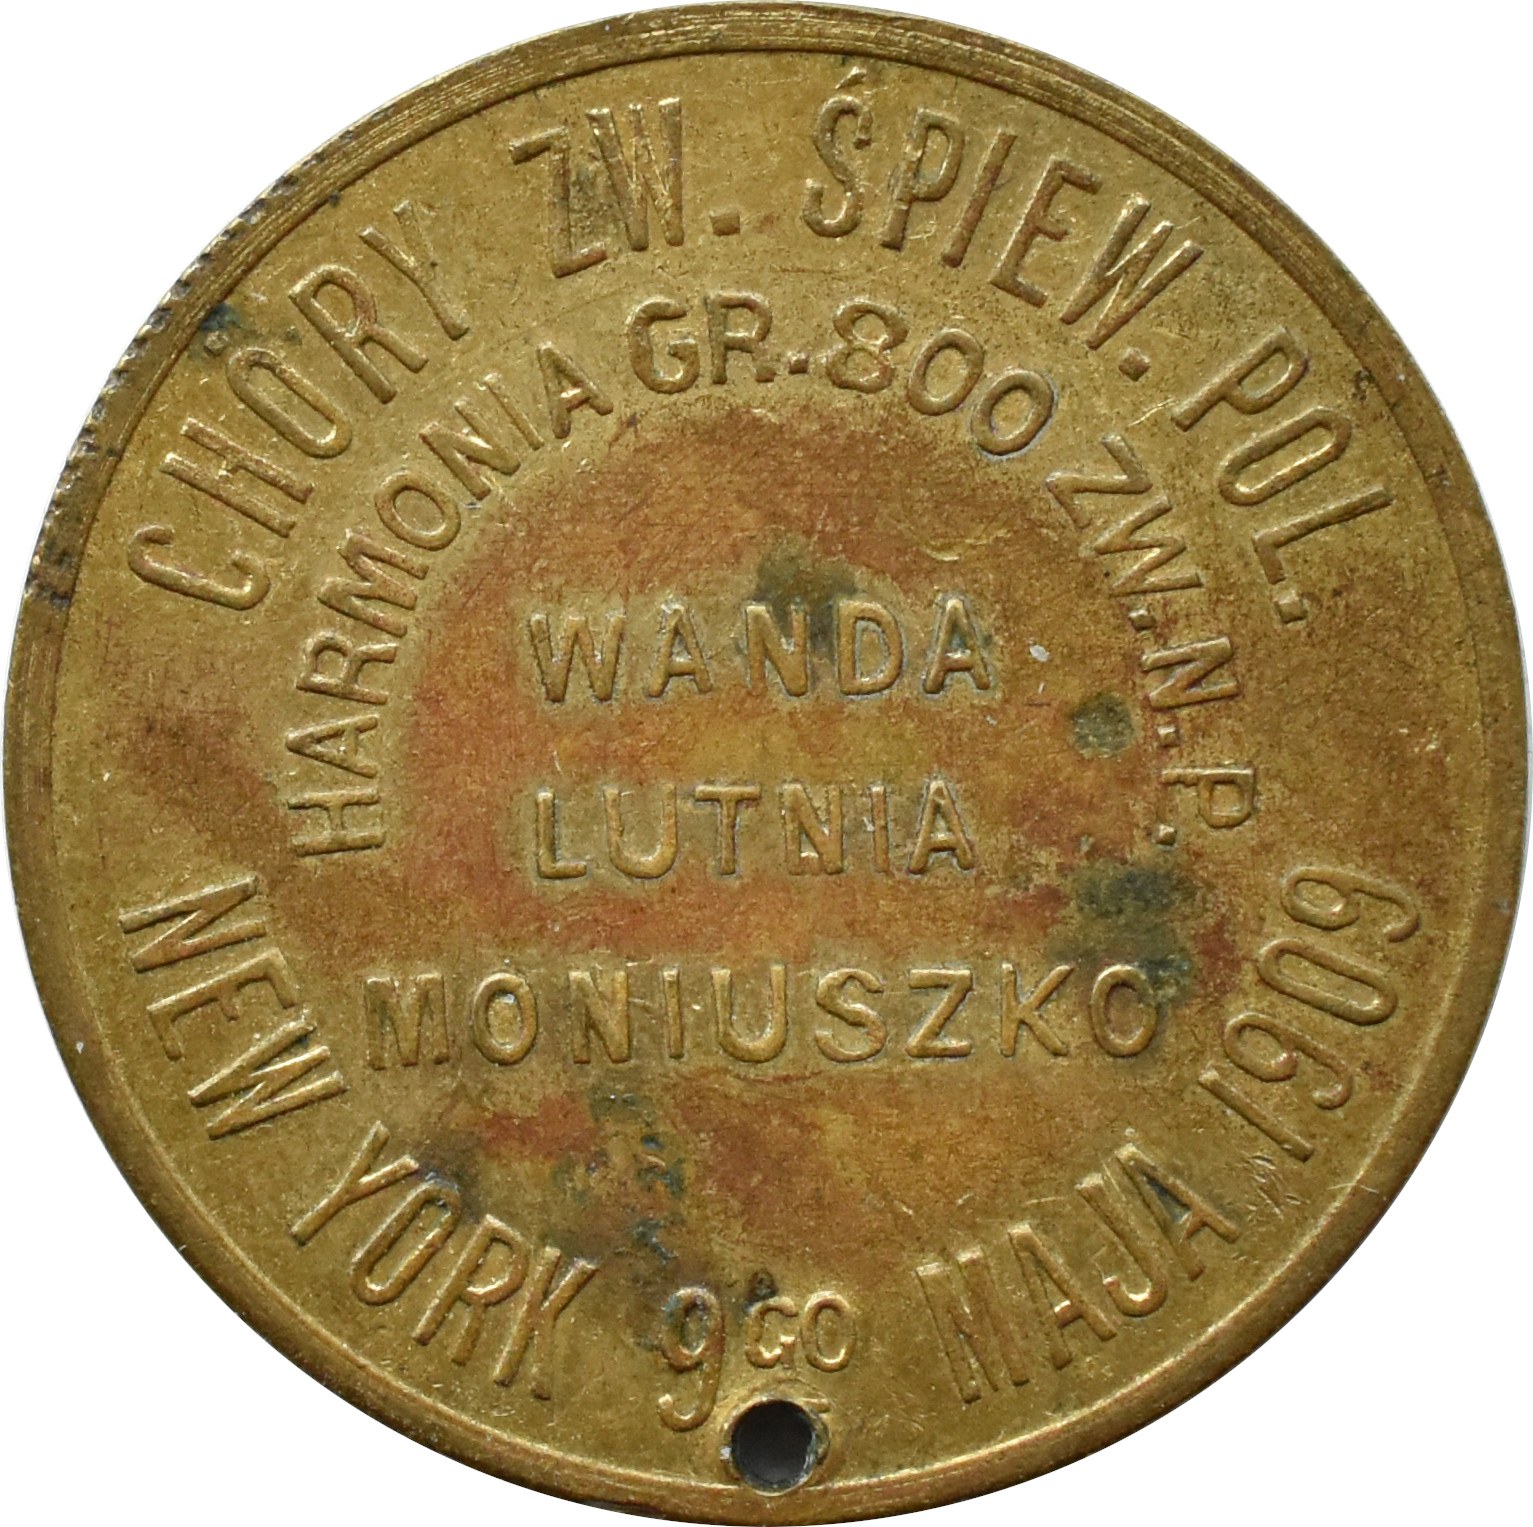 CHÓRY ZW. ŚPIEW. POL.
HARMONIA GR. 800 ZW. N. P.
WANDA
LUTNIA
MONIUSZKO
NEW YORK 9GO MAJA 1909